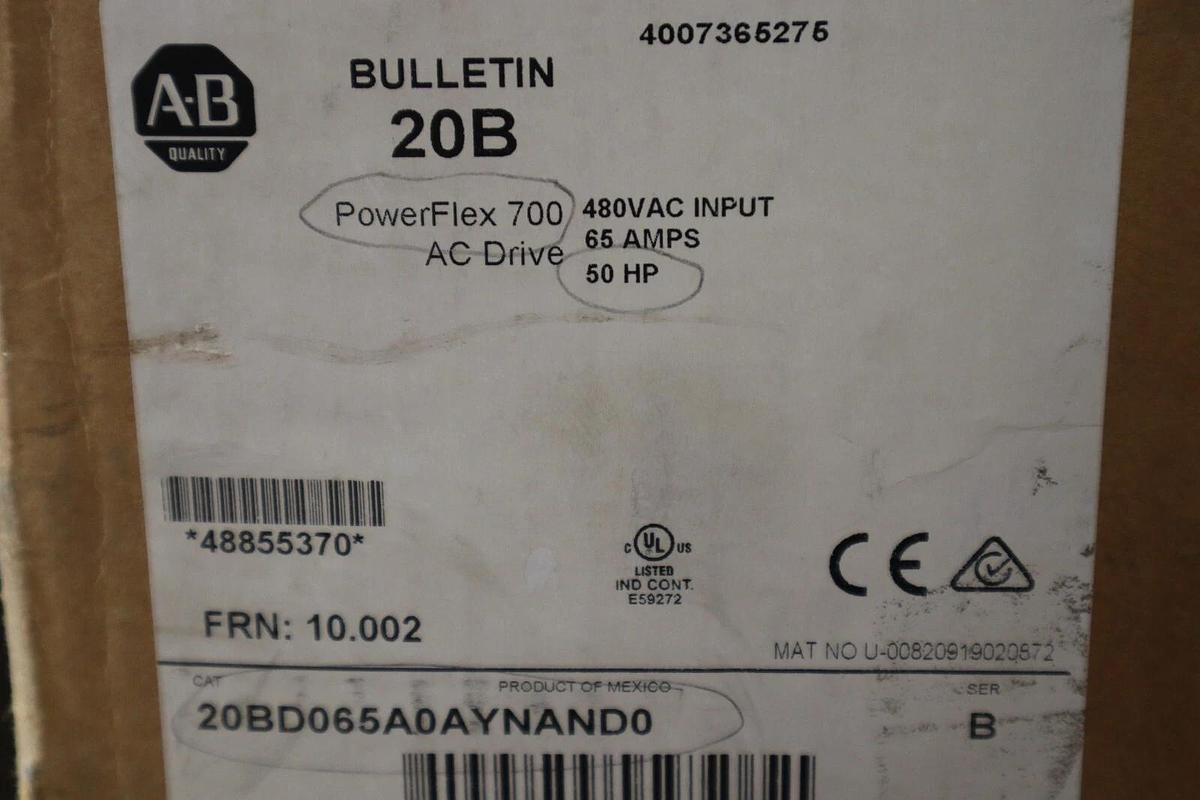 4007365275
A-B
QUALITY
BULLETIN
20B
PowerFlex 700
AC Drive
480VAC INPUT
65 AMPS
50 HP
*48855370*
C UL US
LISTED
IND CONT.
E59272
CE
FRN: 10.002
MAT NO U-00820919020872
CAT
PRODUCT OF MEXICO
SER
20BD065A0AYNAND0
B